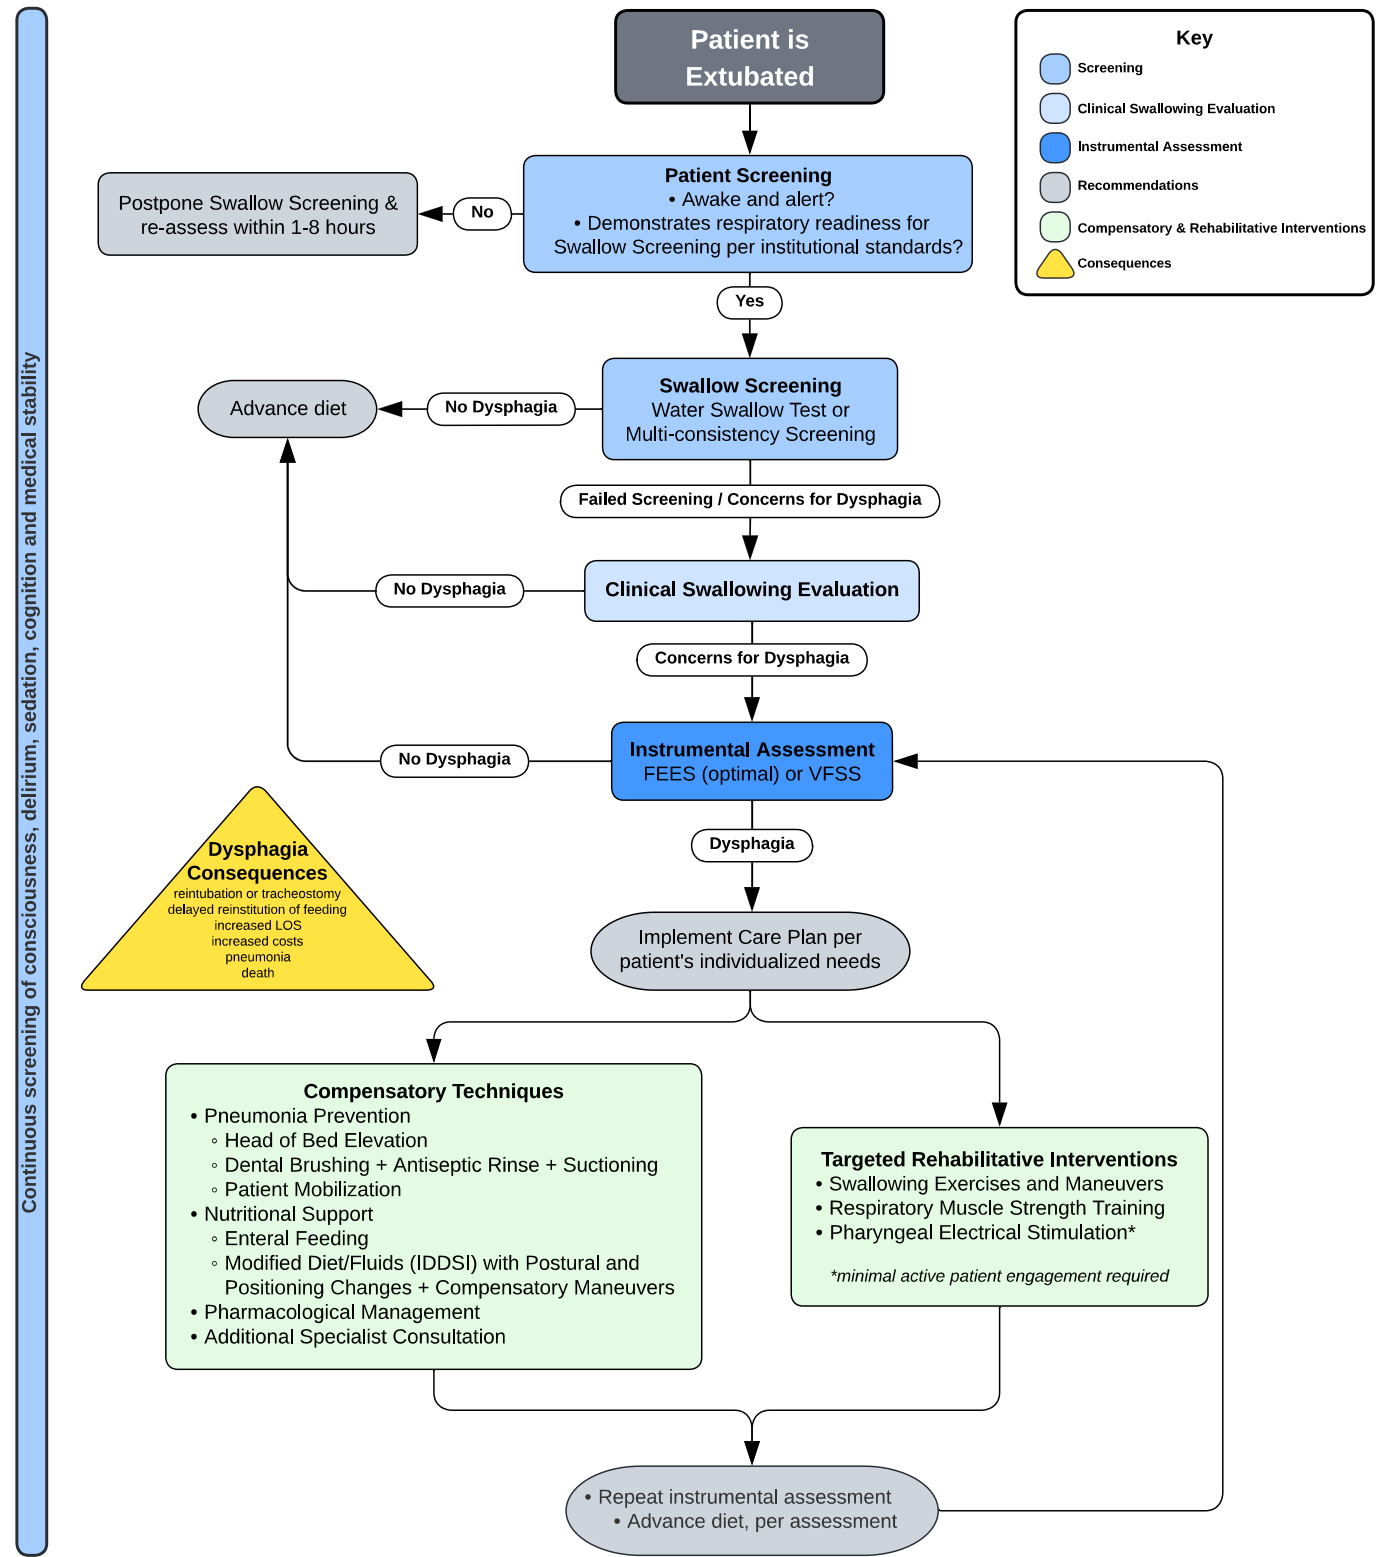 Patient is
Extubated
Key
Screening
Clinical Swallowing Evaluation
Instrumental Assessment
Recommendations
Compensatory & Rehabilitative Interventions
Consequences
Patient Screening
• Awake and alert?
• Demonstrates respiratory readiness for
Swallow Screening per institutional standards?
No
Postpone Swallow Screening &
re-assess within 1-8 hours
Yes
Swallow Screening
Water Swallow Test or
Multi-consistency Screening
No Dysphagia
Advance diet
Failed Screening / Concerns for Dysphagia
Clinical Swallowing Evaluation
No Dysphagia
Concerns for Dysphagia
Instrumental Assessment
FEES (optimal) or VFSS
No Dysphagia
Dysphagia
Dysphagia
Consequences
reintubation or tracheostomy
delayed reinstitution of feeding
increased LOS
increased costs
pneumonia
death
Implement Care Plan per
patient's individualized needs
Compensatory Techniques
• Pneumonia Prevention
◦ Head of Bed Elevation
◦ Dental Brushing + Antiseptic Rinse + Suctioning
◦ Patient Mobilization
• Nutritional Support
◦ Enteral Feeding
◦ Modified Diet/Fluids (IDDSI) with Postural and
Positioning Changes + Compensatory Maneuvers
• Pharmacological Management
• Additional Specialist Consultation
Targeted Rehabilitative Interventions
• Swallowing Exercises and Maneuvers
• Respiratory Muscle Strength Training
• Pharyngeal Electrical Stimulation*
*minimal active patient engagement required
• Repeat instrumental assessment
• Advance diet, per assessment
Continuous screening of consciousness, delirium, sedation, cognition and medical stability